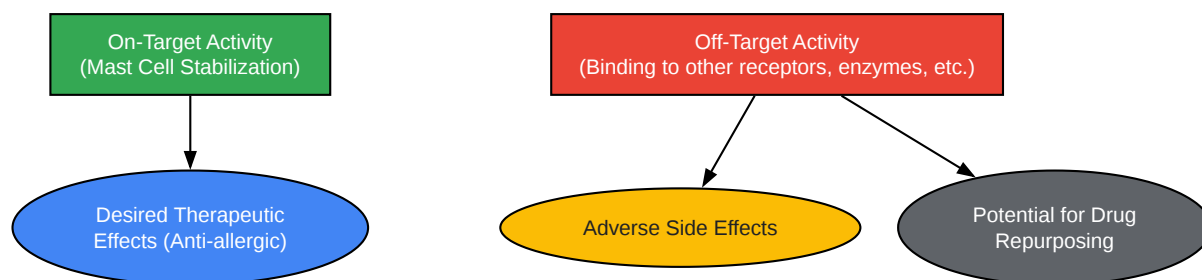 On-Target Activity
(Mast Cell Stabilization)
Off-Target Activity
(Binding to other receptors, enzymes, etc.)
Desired Therapeutic
Effects (Anti-allergic)
Adverse Side Effects
Potential for Drug
Repurposing